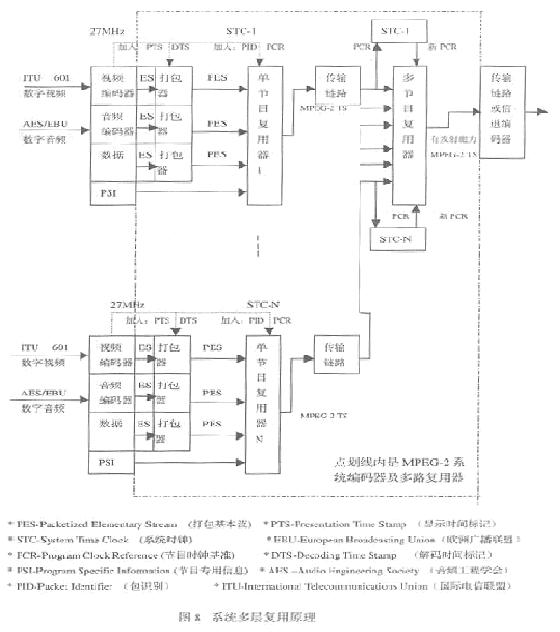 27MHz STC-1
加入 PTS DTS 加入: PID PCR
PCR STC-1 新 PCR
ITU 601
数字视频
视频编码器 ES 打包器 PES
AES/EBU
数字音频
音频编码器 ES 打包器 PES
数据 ES 打包器 PES
PSI
单节目复用器 1
传输链路
MPEG-2 TS
多节目复用器
MPEG-2 TS
传输链路或信道编码器
PCR 新 PCR
STC-N
27MHz STC-N
加入: PTS DTS 加入: PID PCR
ITU 601
数字视频
视频编码器 ES 打包器 PES
AES/EBU
数字音频
音频编码器 ES 打包器 PES
数据 ES 打包器 PES
PSI
单节目复用器 N
传输链路
MPEG-2 TS
点划线内是 MPEG-2 系
统编码器及多路复用器
* PES-Packetized Elementary Stream (打包基本流) * PTS-Presentation Time Stamp (显示时间标记)
* STC-System Time Clock (系统时钟) * EBU-European Broadcasting Union (欧洲广播联盟)
* PCR-Program Clock Reference (节目时钟基准) * DTS-Decoding Time Stamp (解码时间标记)
* PSI-Program Specific Information (节目专用信息) * AES-Audio Engineering Society (音频工程学会)
* PID-Packet Identifier (包识别) * ITU-International Telecommunications Union (国际电信联盟)
图 8 系统多层复用原理